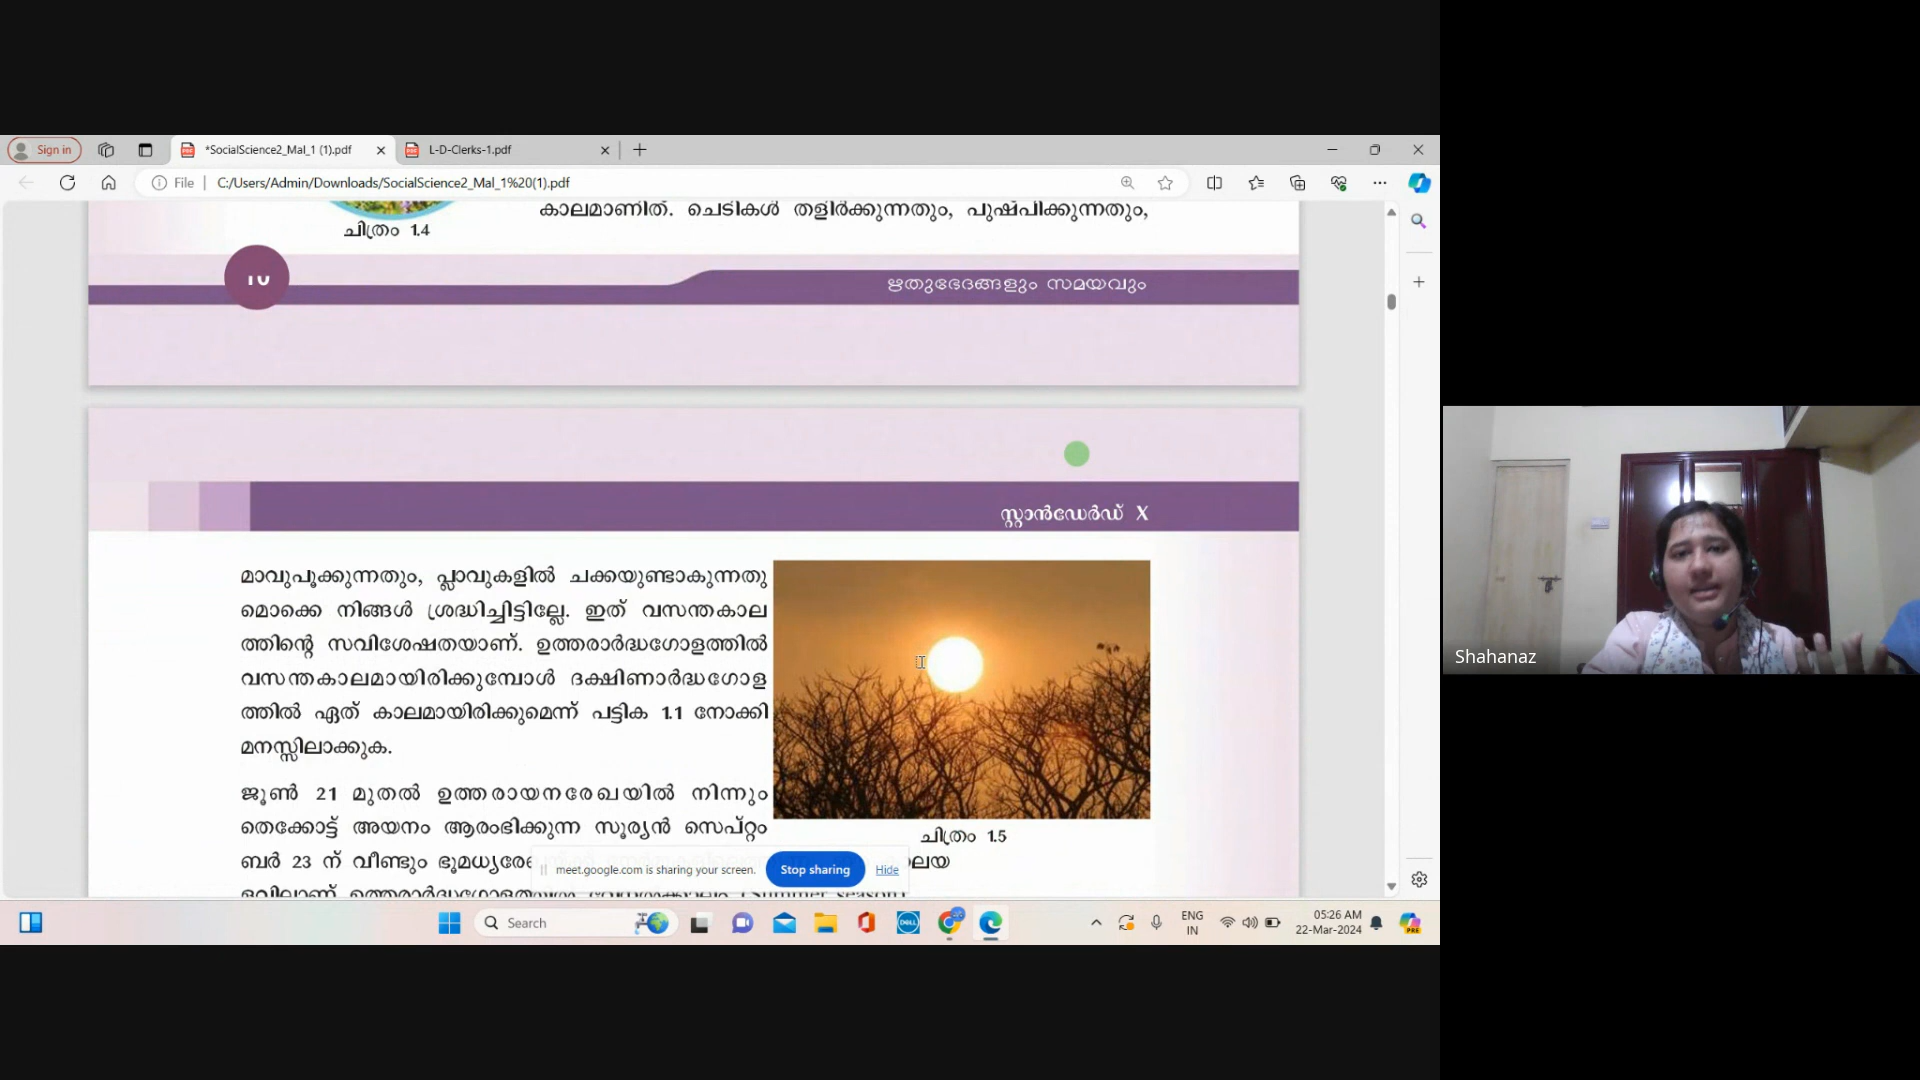 Sign in
*SocialScience2_Mal_1 (1).pdf
L-D-Clerks-1.pdf
File
C:/Users/Admin/Downloads/SocialScience2_Mal_1%20(1).pdf
കാലമാണിത്. ചെടികൾ തളിർക്കുന്നതും, പുഷ്പിക്കുന്നതും,
ചിത്രം 1.4
10
ഋതുഭേദങ്ങളും സമയവും
സ്റ്റാൻഡേർഡ് X
മാവുപൂക്കുന്നതും, പ്ലാവുകളിൽ ചക്കയുണ്ടാകുന്നതു
മൊക്കെ നിങ്ങൾ ശ്രദ്ധിച്ചിട്ടില്ലേ. ഇത് വസന്തകാല
ത്തിന്റെ സവിശേഷതയാണ്. ഉത്തരാർദ്ധഗോളത്തിൽ
വസന്തകാലമായിരിക്കുമ്പോൾ ദക്ഷിണാർദ്ധഗോള
ത്തിൽ ഏത് കാലമായിരിക്കുമെന്ന് പട്ടിക 1.1 നോക്കി
മനസ്സിലാക്കുക.
ജൂൺ 21 മുതൽ ഉത്തരായനരേഖയിൽ നിന്നും
തെക്കോട്ട് അയനം ആരംഭിക്കുന്ന സൂര്യൻ സെപ്റ്റം
ചിത്രം 1.5
ബർ 23 ന് വീണ്ടും
meet.google.com is sharing your screen.
Stop sharing
Hide
Shahanaz
Search
ENG
IN
05:26 AM
22-Mar-2024
PRE